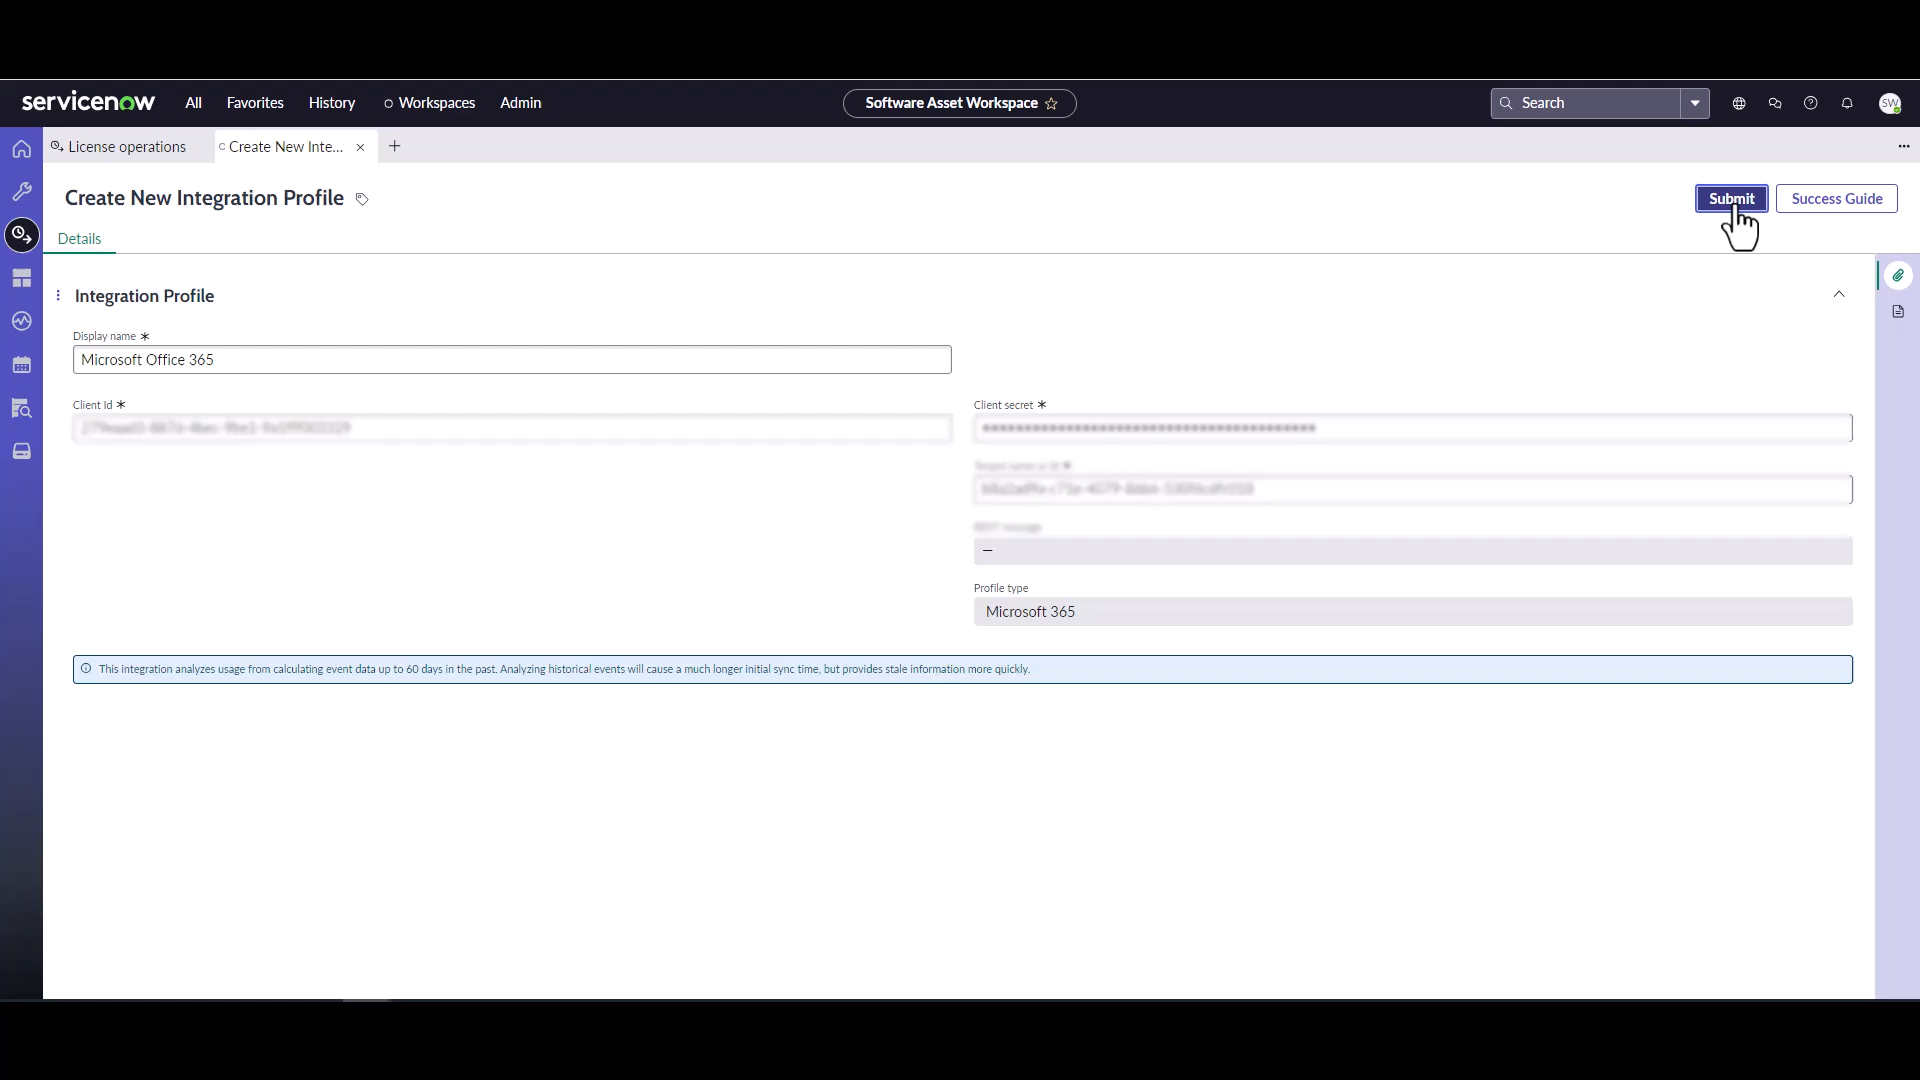 servicenow All Favorites History Workspaces Admin Software Asset Workspace Search SW
License operations Create New Inte...
Create New Integration Profile Submit Success Guide
Details
Integration Profile
Display name *
Microsoft Office 365
Client Id * Client secret *
Profile type
Microsoft 365
This integration analyzes usage from calculating event data up to 60 days in the past. Analyzing historical events will cause a much longer initial sync time, but provides stale information more quickly.